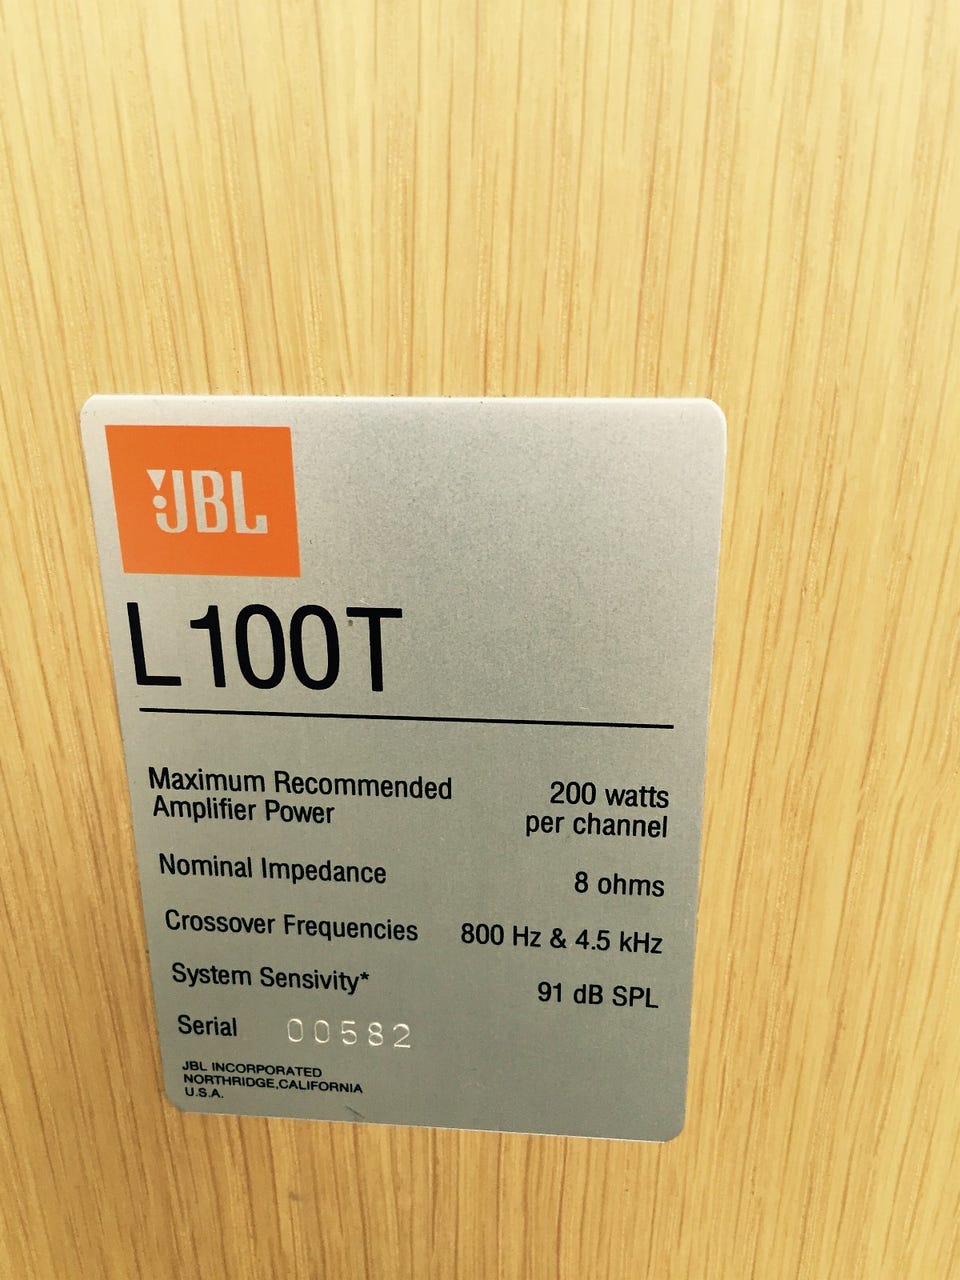 JBL
L100T
Maximum Recommended 200 watts
Amplifier Power per channel
Nominal Impedance 8 ohms
Crossover Frequencies 800 Hz & 4.5 kHz
System Sensivity* 91 dB SPL
Serial 00582
JBL INCORPORATED
NORTHRIDGE,CALIFORNIA
U.S.A.